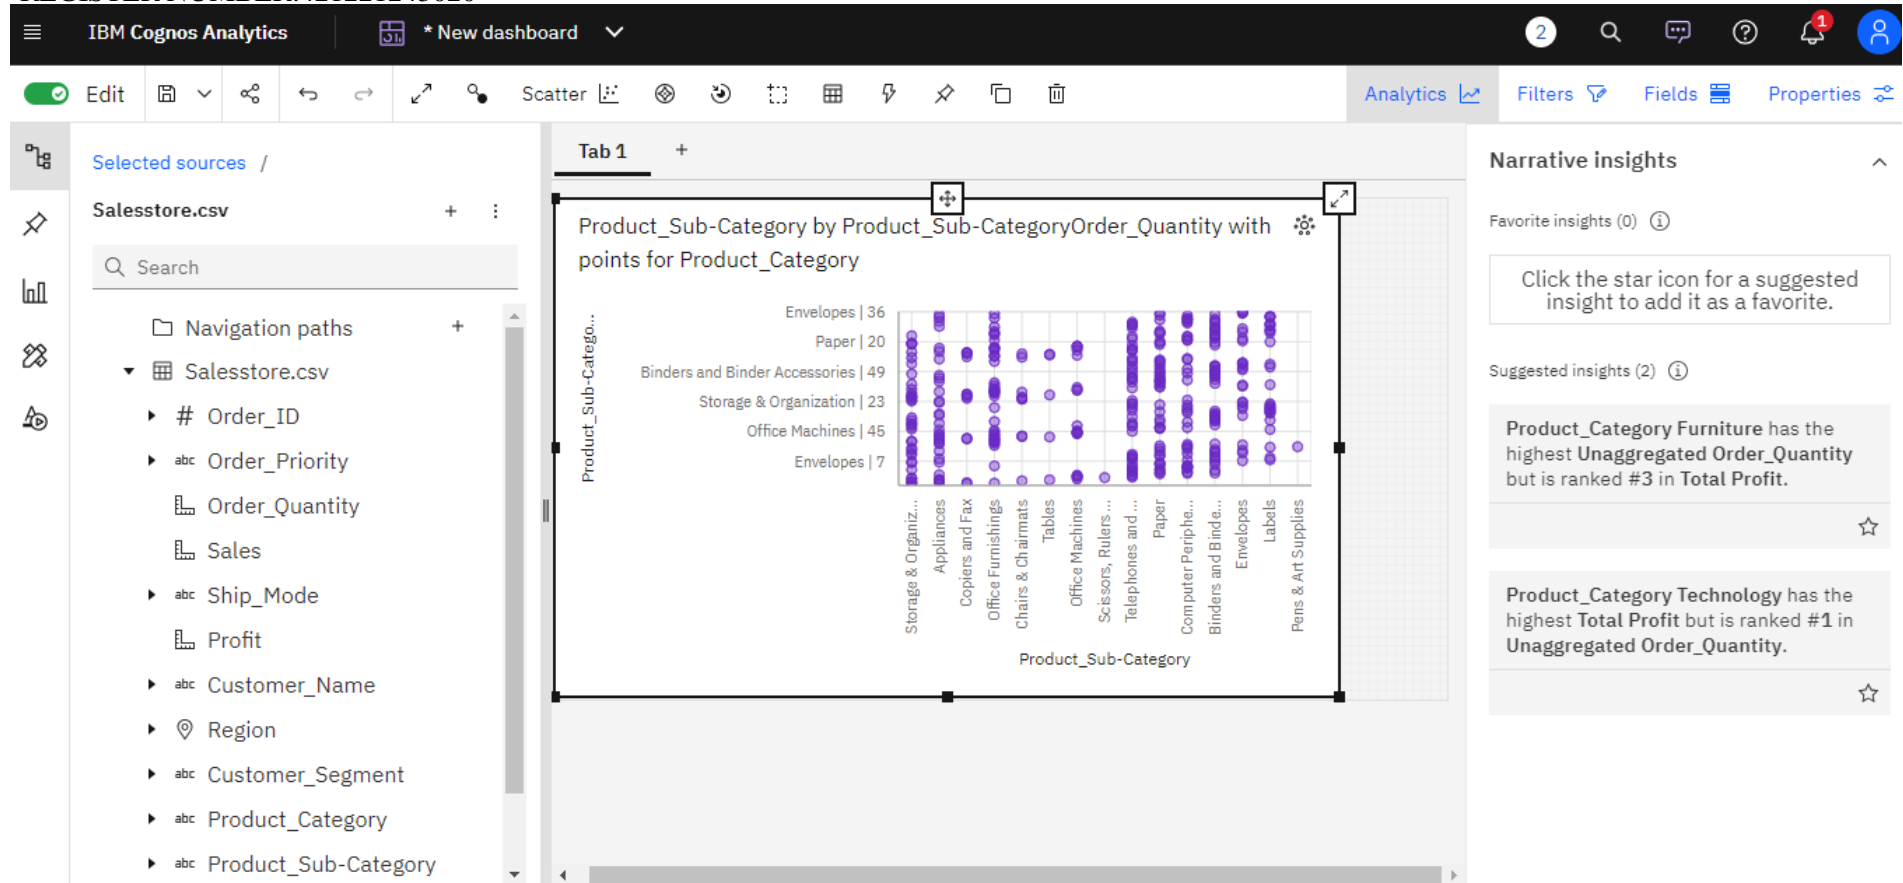 IBM Cognos Analytics
* New dashboard
2
1
Edit
Scatter
Analytics
Filters
Fields
Properties
Selected sources /
Salesstore.csv
Search
Navigation paths
Salesstore.csv
# Order_ID
abc Order_Priority
Order_Quantity
Sales
abc Ship_Mode
Profit
abc Customer_Name
Region
abc Customer_Segment
abc Product_Category
abc Product_Sub-Category
Tab 1 +
Product_Sub-Category by Product_Sub-CategoryOrder_Quantity with
points for Product_Category
Product_Sub-Catego...
Envelopes | 36
Paper | 20
Binders and Binder Accessories | 49
Storage & Organization | 23
Office Machines | 45
Envelopes | 7
Storage & Organiz...
Appliances
Copiers and Fax
Office Furnishings
Chairs & Chairmats
Tables
Office Machines
Scissors, Rulers ...
Telephones and ...
Paper
Computer Periphe...
Binders and Binde...
Envelopes
Labels
Pens & Art Supplies
Product_Sub-Category
Narrative insights
Favorite insights (0)
Click the star icon for a suggested
insight to add it as a favorite.
Suggested insights (2)
Product_Category Furniture has the
highest Unaggregated Order_Quantity
but is ranked #3 in Total Profit.
Product_Category Technology has the
highest Total Profit but is ranked #1 in
Unaggregated Order_Quantity.